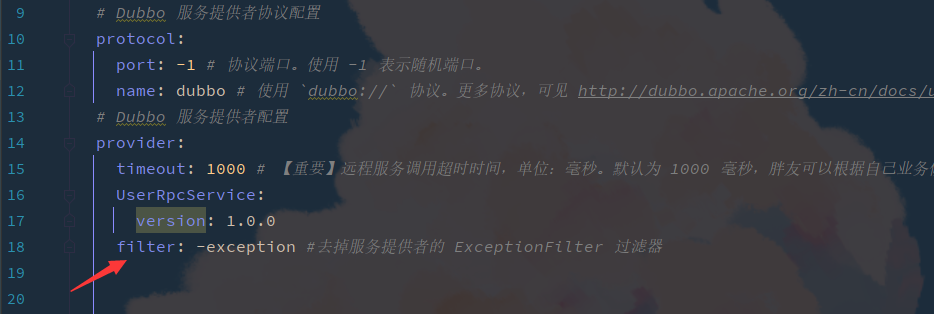 9 # Dubbo 服务提供者协议配置
10 protocol:
11 port: -1 # 协议端口。使用 -1 表示随机端口。
12 name: dubbo # 使用 `dubbo://` 协议。更多协议，可见 http://dubbo.apache.org/zh-cn/docs/u
13 # Dubbo 服务提供者配置
14 provider:
15 timeout: 1000 # 【重要】远程服务调用超时时间，单位：毫秒。默认为 1000 毫秒，胖友可以根据自己业务
16 UserRpcService:
17 version: 1.0.0
18 filter: -exception #去掉服务提供者的 ExceptionFilter 过滤器
19
20